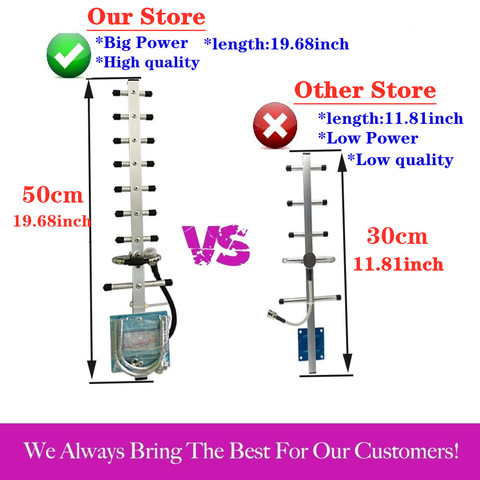 Our Store
*Big Power *length:19.68inch
*High quality
Other Store
*length:11.81inch
*Low Power
*Low quality
50cm
19.68inch
VS
30cm
11.81inch
We Always Bring The Best For Our Customers!